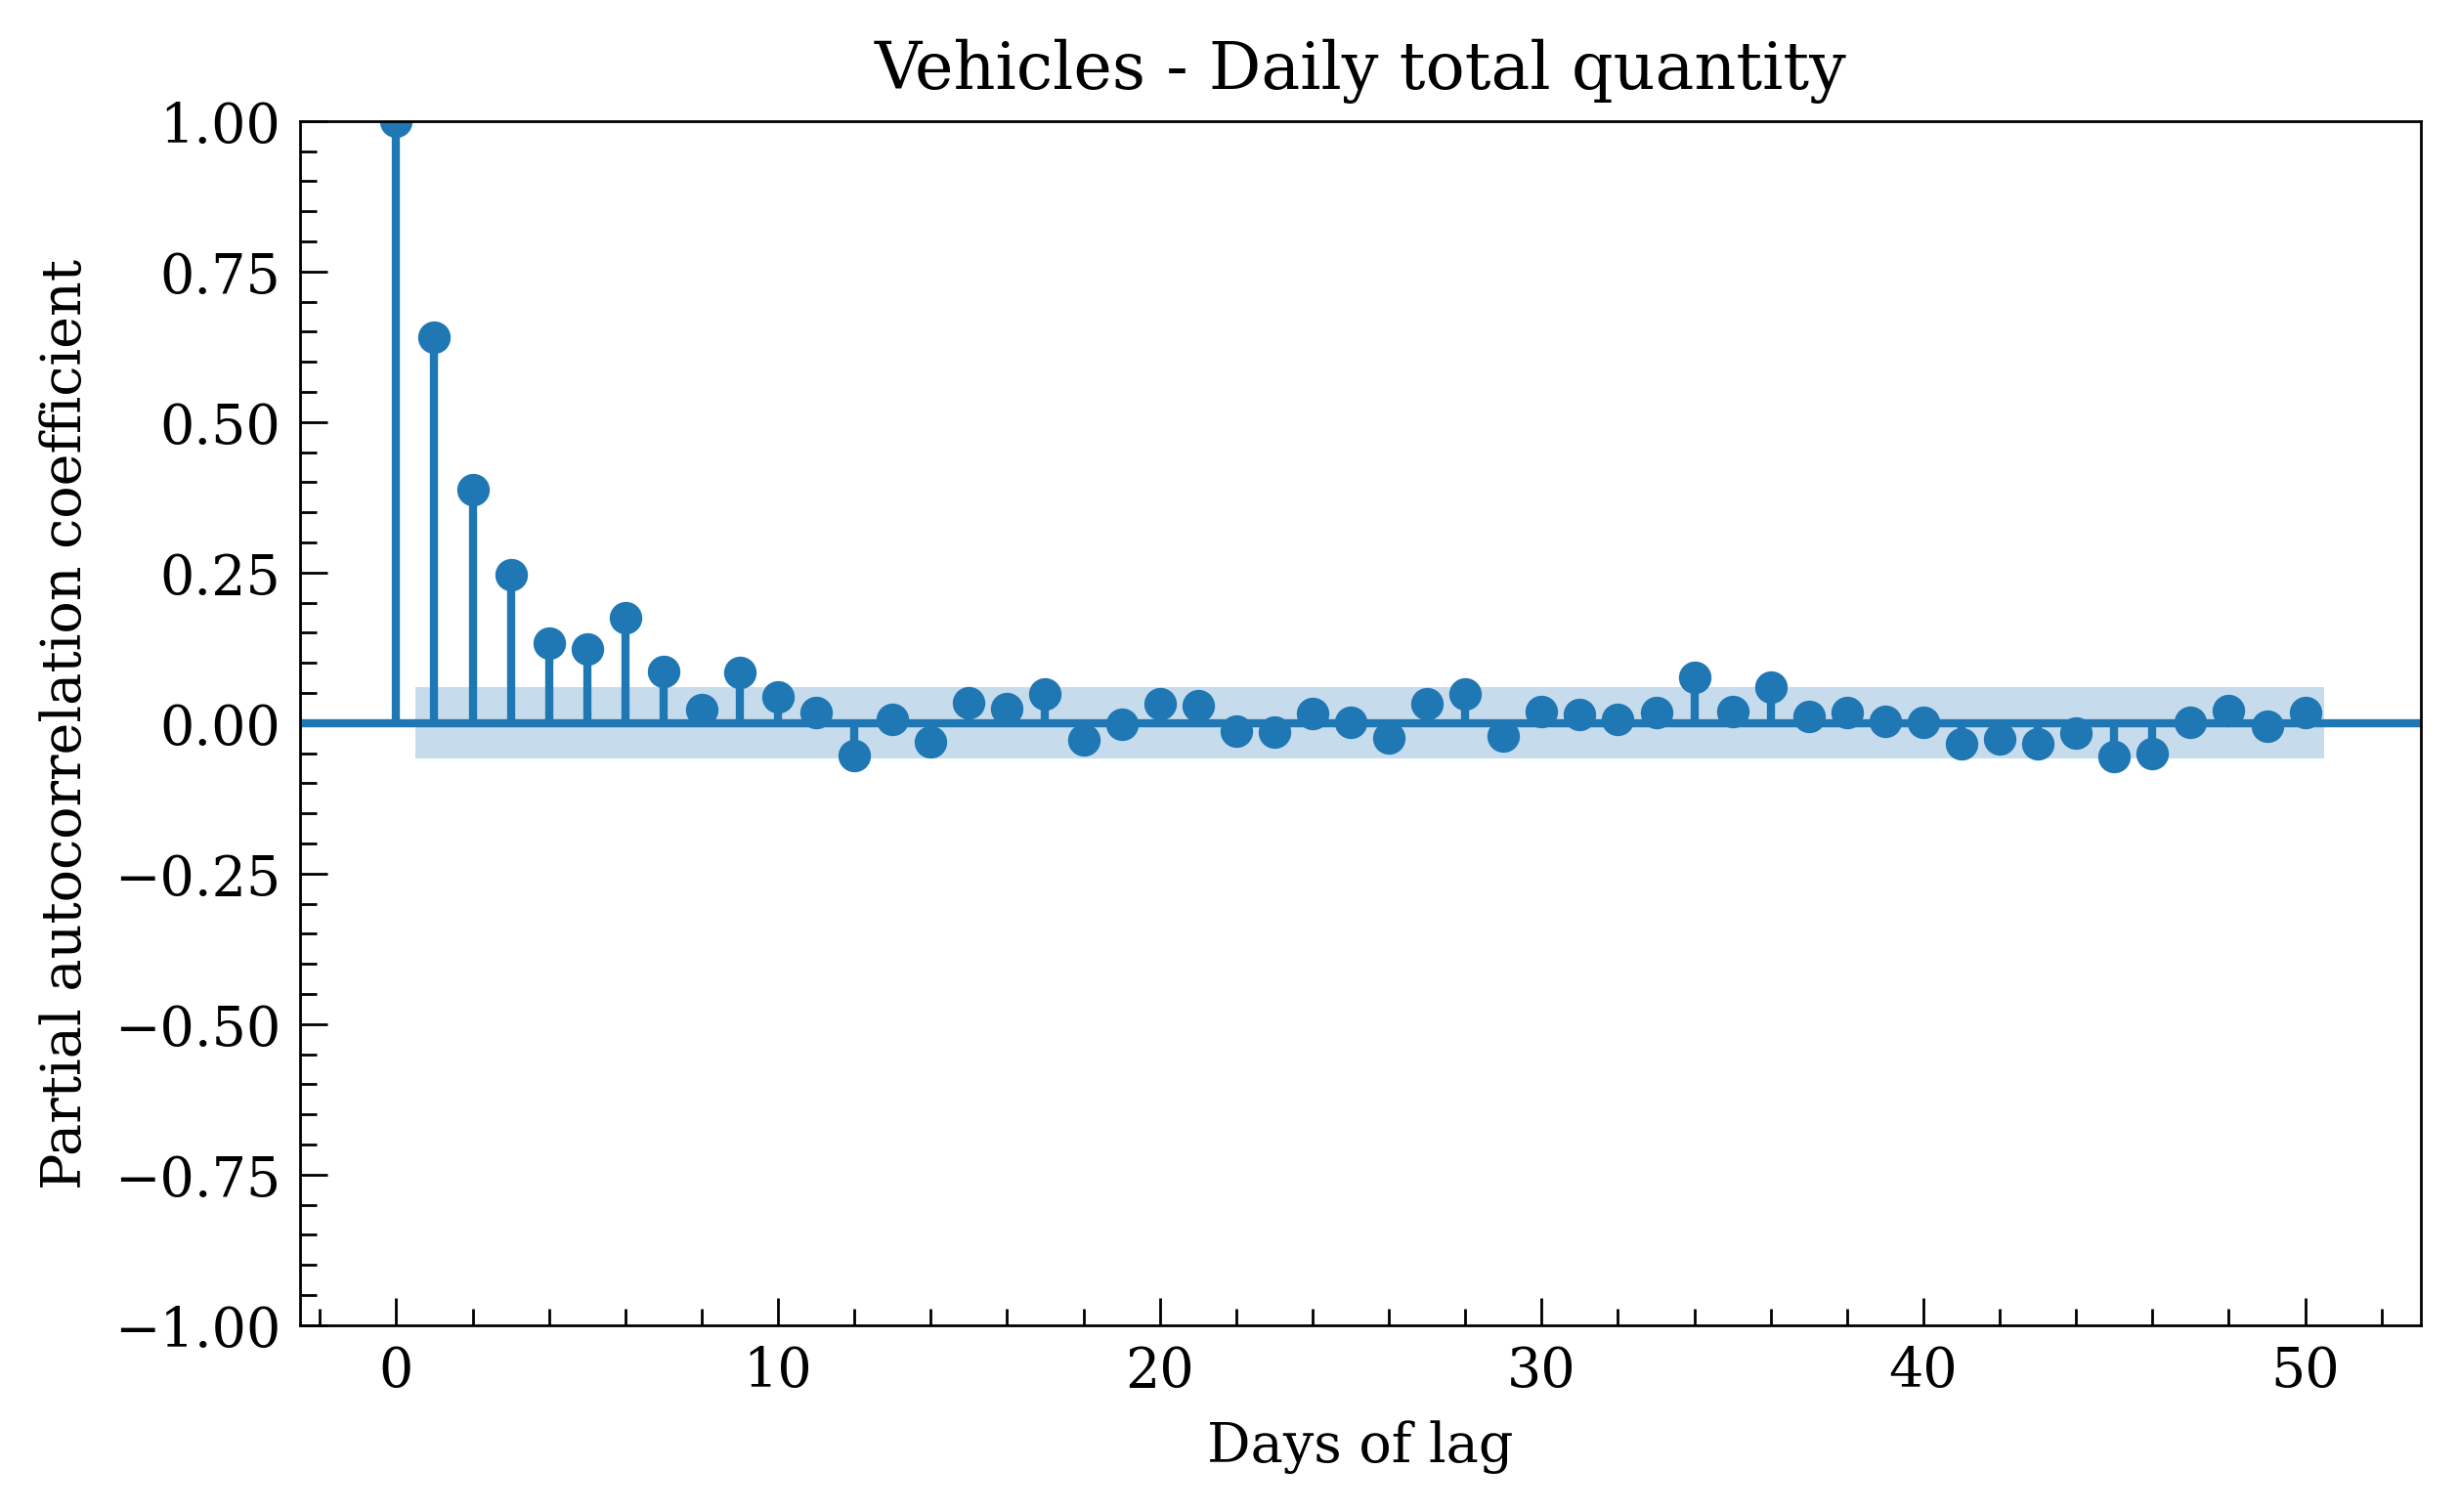 Vehicles - Daily total quantity
Partial autocorrelation coefficient
1.00
0.75
0.50
0.25
0.00
−0.25
−0.50
−0.75
−1.00
0 10 20 30 40 50
Days of lag